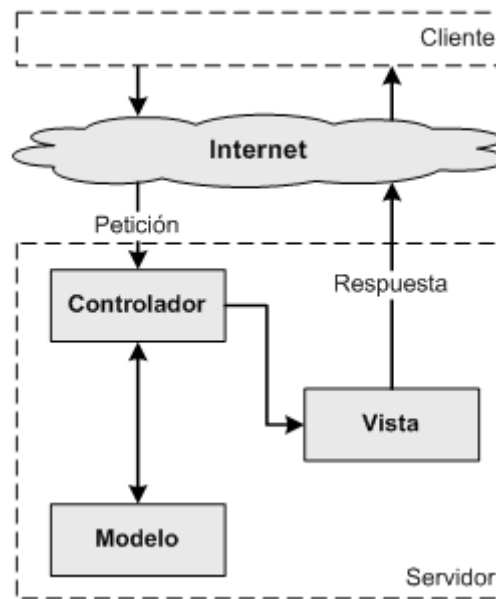 Cliente
Internet
Petición
Controlador
Respuesta
Vista
Modelo
Servidor